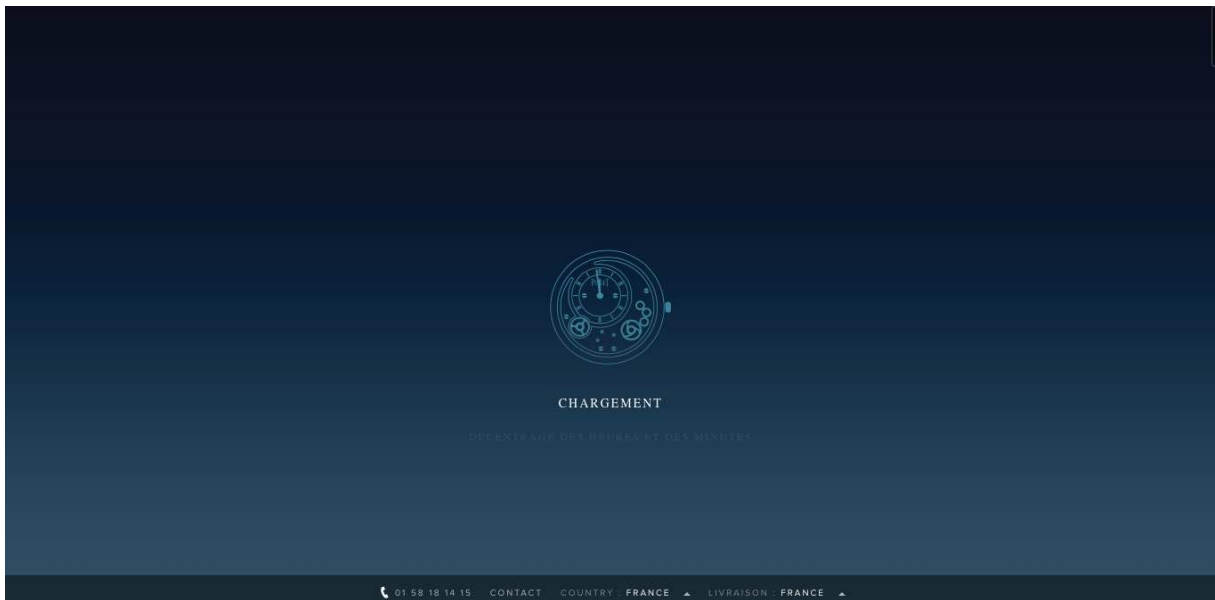 CHARGEMENT
DÉCENTRAGE DES HEURES ET DES MINUTES
01 58 18 14 15 CONTACT COUNTRY : FRANCE LIVRAISON : FRANCE